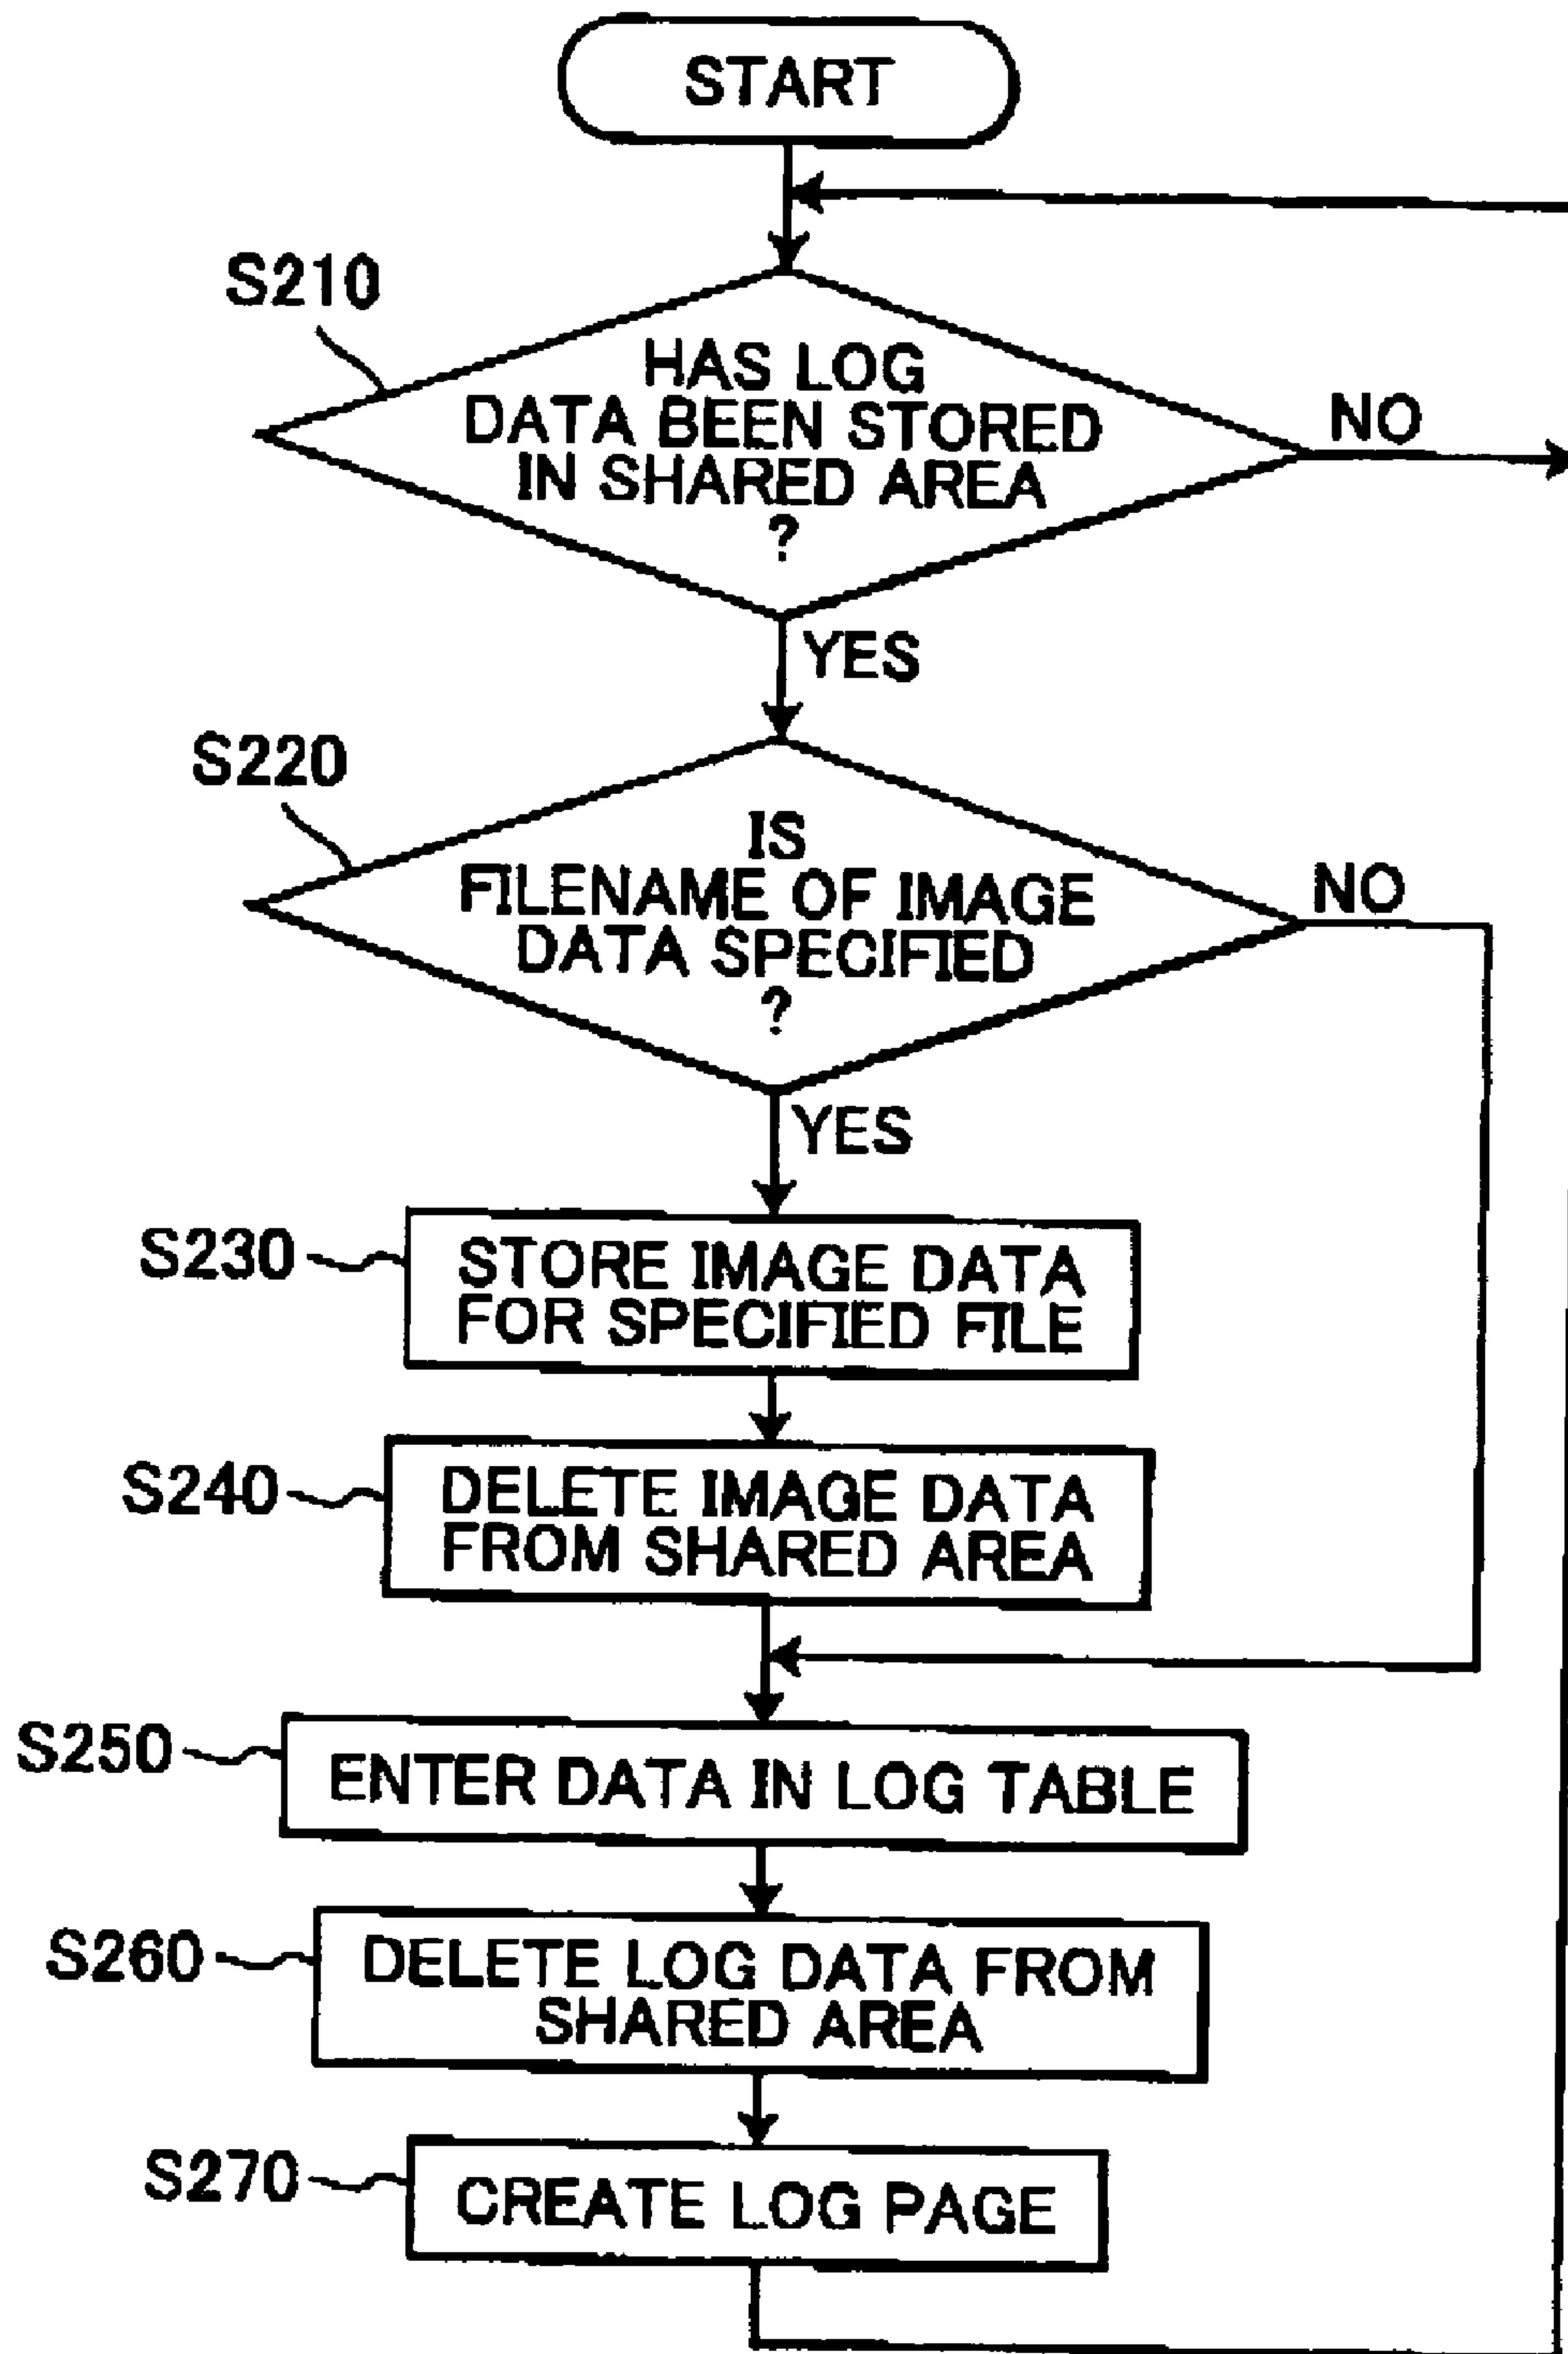 START
S210
HAS LOG
DATA BEEN STORED
IN SHARED AREA
?
NO
YES
S220
IS
FILENAME OF IMAGE
DATA SPECIFIED
?
NO
YES
S230
STORE IMAGE DATA
FOR SPECIFIED FILE
S240
DELETE IMAGE DATA
FROM SHARED AREA
S250
ENTER DATA IN LOG TABLE
S260
DELETE LOG DATA FROM
SHARED AREA
S270
CREATE LOG PAGE